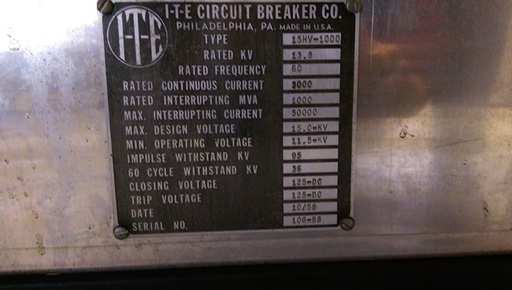 I-T-E
I-T-E CIRCUIT BREAKER CO.
PHILADELPHIA, PA. MADE IN U.S.A.
TYPE 15HV-1000
RATED KV 13.8
RATED FREQUENCY 60
RATED CONTINUOUS CURRENT 3000
RATED INTERRUPTING MVA 1000
MAX. INTERRUPTING CURRENT 50000
MAX. DESIGN VOLTAGE 15.0-KV
MIN. OPERATING VOLTAGE 11.5-KV
IMPULSE WITHSTAND KV 95
60 CYCLE WITHSTAND KV 36
CLOSING VOLTAGE 125-DC
TRIP VOLTAGE 125-DC
DATE
SERIAL NO.